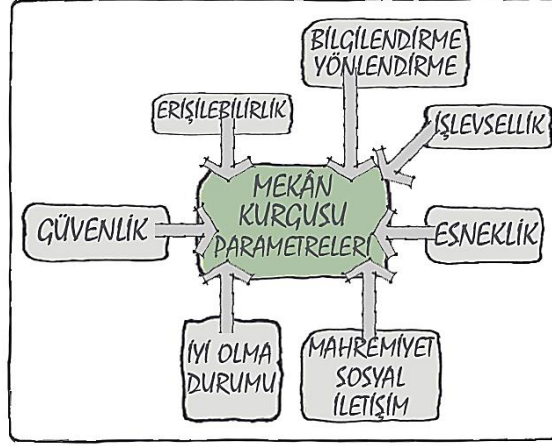 BİLGİLENDİRME
YÖNLENDİRME
ERİŞİLEBİLİRLİK
İŞLEVSELLİK
MEKÂN
KURGUSU
PARAMETRELERİ
GÜVENLİK
ESNEKLİK
İYİ OLMA
DURUMU
MAHREMİYET
SOSYAL
İLETİŞİM